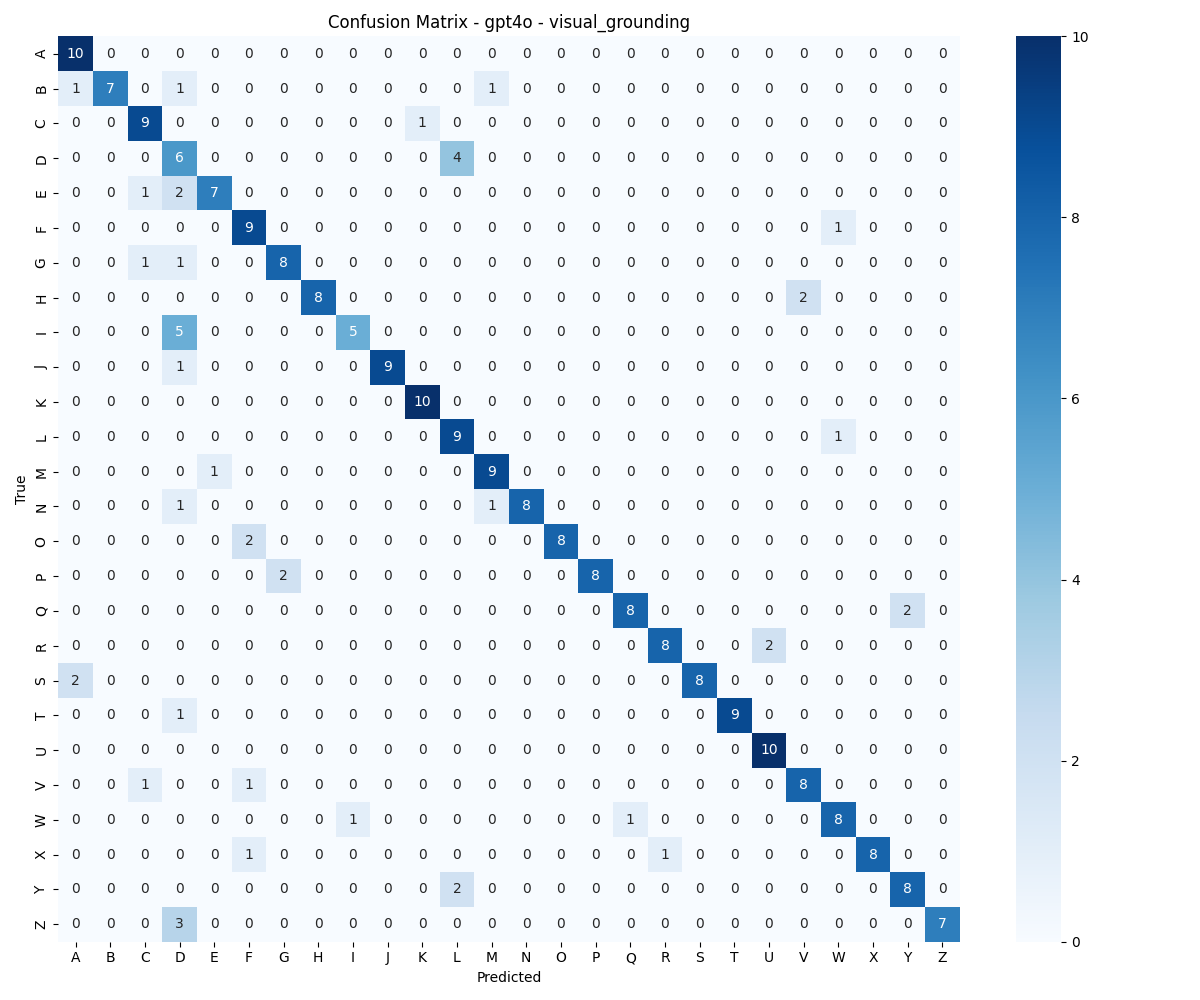 Confusion Matrix - gpt4o - visual_grounding
A 10 0 0 0 0 0 0 0 0 0 0 0 0 0 0 0 0 0 0 0 0 0 0 0 0 0
B 1 7 0 1 0 0 0 0 0 0 0 0 1 0 0 0 0 0 0 0 0 0 0 0 0 0
C 0 0 9 0 0 0 0 0 0 0 1 0 0 0 0 0 0 0 0 0 0 0 0 0 0 0
D 0 0 0 6 0 0 0 0 0 0 0 4 0 0 0 0 0 0 0 0 0 0 0 0 0 0
E 0 0 1 2 7 0 0 0 0 0 0 0 0 0 0 0 0 0 0 0 0 0 0 0 0 0
F 0 0 0 0 0 9 0 0 0 0 0 0 0 0 0 0 0 0 0 0 0 0 1 0 0 0
G 0 0 1 1 0 0 8 0 0 0 0 0 0 0 0 0 0 0 0 0 0 0 0 0 0 0
H 0 0 0 0 0 0 0 8 0 0 0 0 0 0 0 0 0 0 0 0 0 2 0 0 0 0
I 0 0 0 5 0 0 0 0 5 0 0 0 0 0 0 0 0 0 0 0 0 0 0 0 0 0
J 0 0 0 1 0 0 0 0 0 9 0 0 0 0 0 0 0 0 0 0 0 0 0 0 0 0
K 0 0 0 0 0 0 0 0 0 0 10 0 0 0 0 0 0 0 0 0 0 0 0 0 0 0
L 0 0 0 0 0 0 0 0 0 0 0 9 0 0 0 0 0 0 0 0 0 0 1 0 0 0
M 0 0 0 0 1 0 0 0 0 0 0 0 9 0 0 0 0 0 0 0 0 0 0 0 0 0
N 0 0 0 1 0 0 0 0 0 0 0 0 1 8 0 0 0 0 0 0 0 0 0 0 0 0
O 0 0 0 0 0 2 0 0 0 0 0 0 0 0 8 0 0 0 0 0 0 0 0 0 0 0
P 0 0 0 0 0 0 2 0 0 0 0 0 0 0 0 8 0 0 0 0 0 0 0 0 0 0
Q 0 0 0 0 0 0 0 0 0 0 0 0 0 0 0 0 8 0 0 0 0 0 0 0 2 0
R 0 0 0 0 0 0 0 0 0 0 0 0 0 0 0 0 0 8 0 0 2 0 0 0 0 0
S 2 0 0 0 0 0 0 0 0 0 0 0 0 0 0 0 0 0 8 0 0 0 0 0 0 0
T 0 0 0 1 0 0 0 0 0 0 0 0 0 0 0 0 0 0 0 9 0 0 0 0 0 0
U 0 0 0 0 0 0 0 0 0 0 0 0 0 0 0 0 0 0 0 0 10 0 0 0 0 0
V 0 0 1 0 0 1 0 0 0 0 0 0 0 0 0 0 0 0 0 0 0 8 0 0 0 0
W 0 0 0 0 0 0 0 0 1 0 0 0 0 0 0 0 1 0 0 0 0 0 8 0 0 0
X 0 0 0 0 0 1 0 0 0 0 0 0 0 0 0 0 0 1 0 0 0 0 0 8 0 0
Y 0 0 0 0 0 0 0 0 0 0 0 2 0 0 0 0 0 0 0 0 0 0 0 0 8 0
Z 0 0 0 3 0 0 0 0 0 0 0 0 0 0 0 0 0 0 0 0 0 0 0 0 0 7
A B C D E F G H I J K L M N O P Q R S T U V W X Y Z
Predicted
True
10
8
6
4
2
0